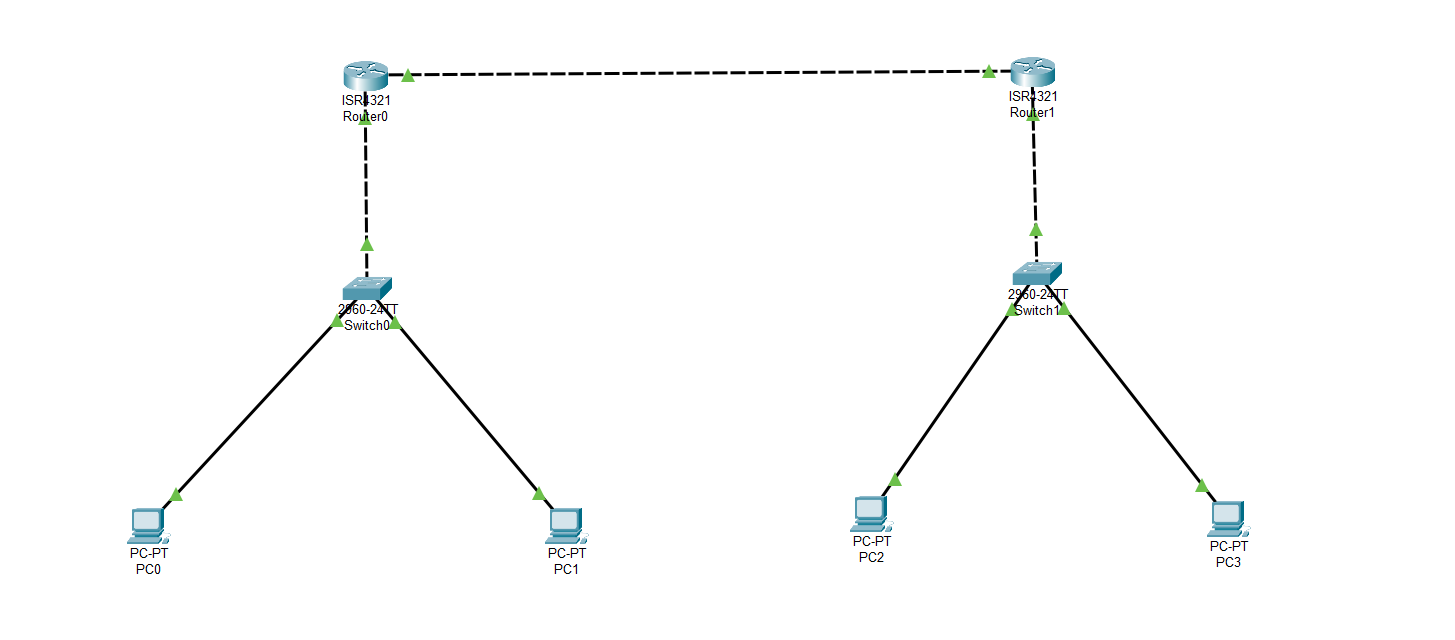 ISR4321
Router0
ISR4321
Router1
2960-24TT
Switch0
2960-24TT
Switch1
PC-PT
PC0
PC-PT
PC1
PC-PT
PC2
PC-PT
PC3